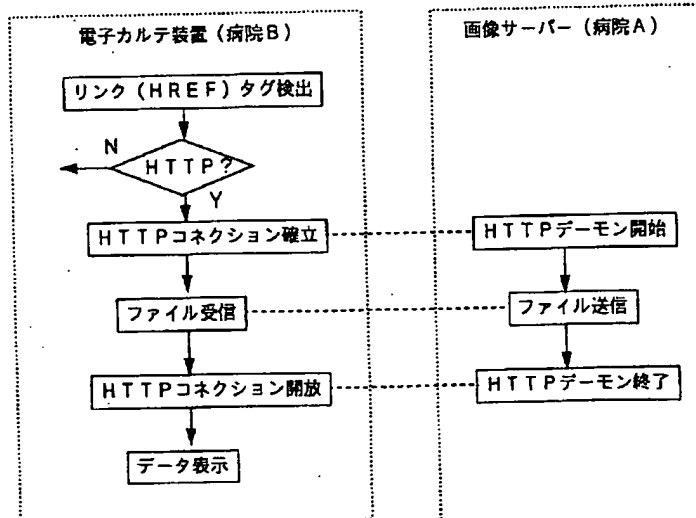 電子カルテ装置(病院B)
画像サーバー(病院A)
リンク(HREF)タグ検出
N
HTTP?
Y
HTTPコネクション確立
HTTPデーモン開始
ファイル受信
ファイル送信
HTTPコネクション開放
HTTPデーモン終了
データ表示